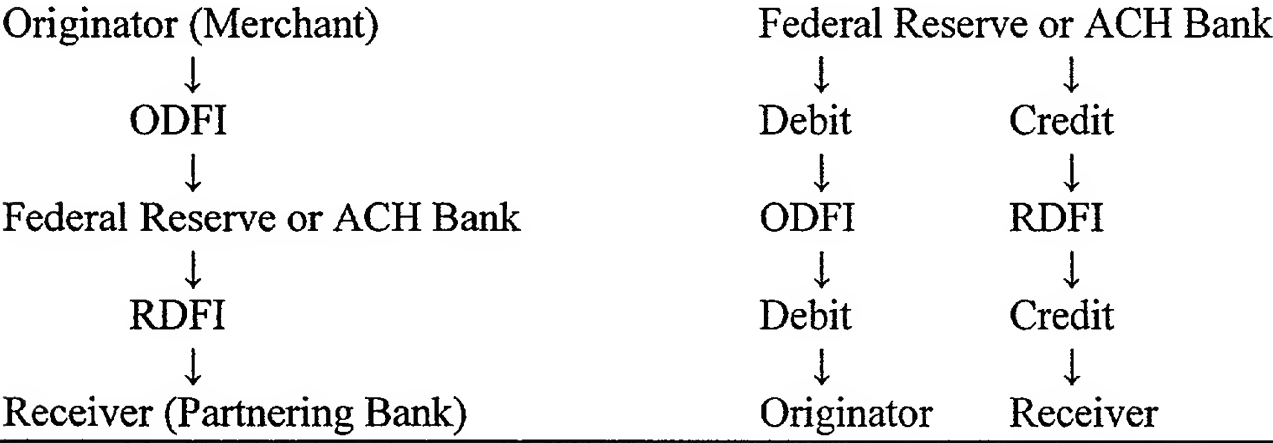 Originator (Merchant) Federal Reserve or ACH Bank
↓ ↓ ↓
ODFI Debit Credit
↓ ↓ ↓
Federal Reserve or ACH Bank ODFI RDFI
↓ ↓ ↓
RDFI Debit Credit
↓ ↓ ↓
Receiver (Partnering Bank) Originator Receiver